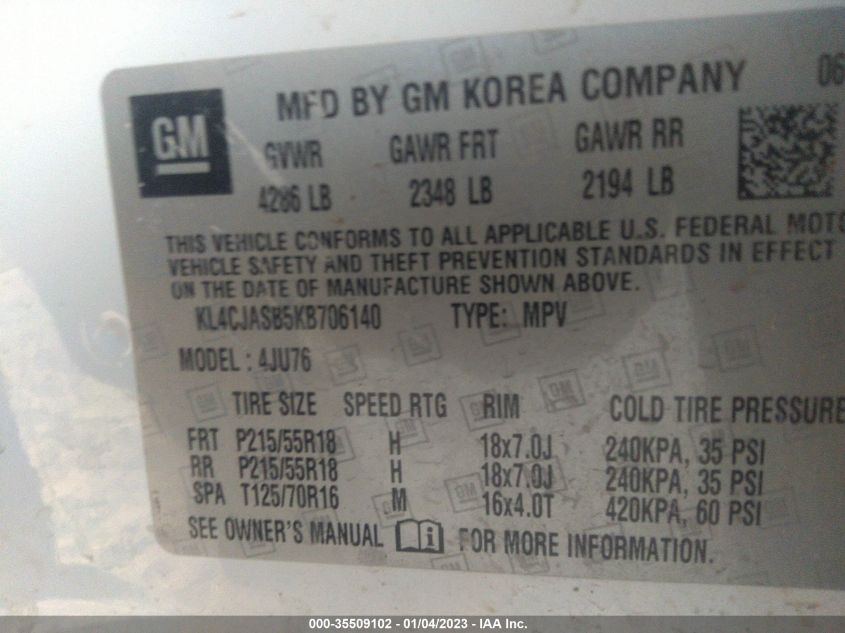 GM
MFD BY GM KOREA COMPANY 06
GVWR GAWR FRT GAWR RR
4286 LB 2348 LB 2194 LB
THIS VEHICLE CONFORMS TO ALL APPLICABLE U.S. FEDERAL MOTO
VEHICLE SAFETY AND THEFT PREVENTION STANDARDS IN EFFECT
ON THE DATE OF MANUFACTURE SHOWN ABOVE.
KL4CJASB5KB706140 TYPE: MPV
MODEL: 4JU76
TIRE SIZE SPEED RTG RIM COLD TIRE PRESSURE
FRT P215/55R18 H 18x7.0J 240KPA, 35 PSI
RR P215/55R18 H 18x7.0J 240KPA, 35 PSI
SPA T125/70R16 M 16x4.0T 420KPA, 60 PSI
SEE OWNER'S MANUAL FOR MORE INFORMATION.
000-35509102 - 01/04/2023 - IAA Inc.